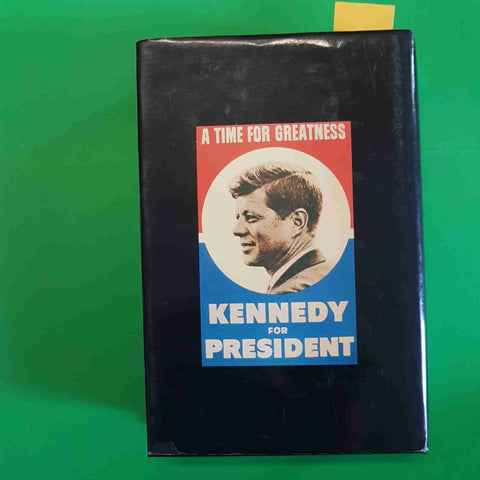 A TIME FOR GREATNESS
KENNEDY
FOR
PRESIDENT